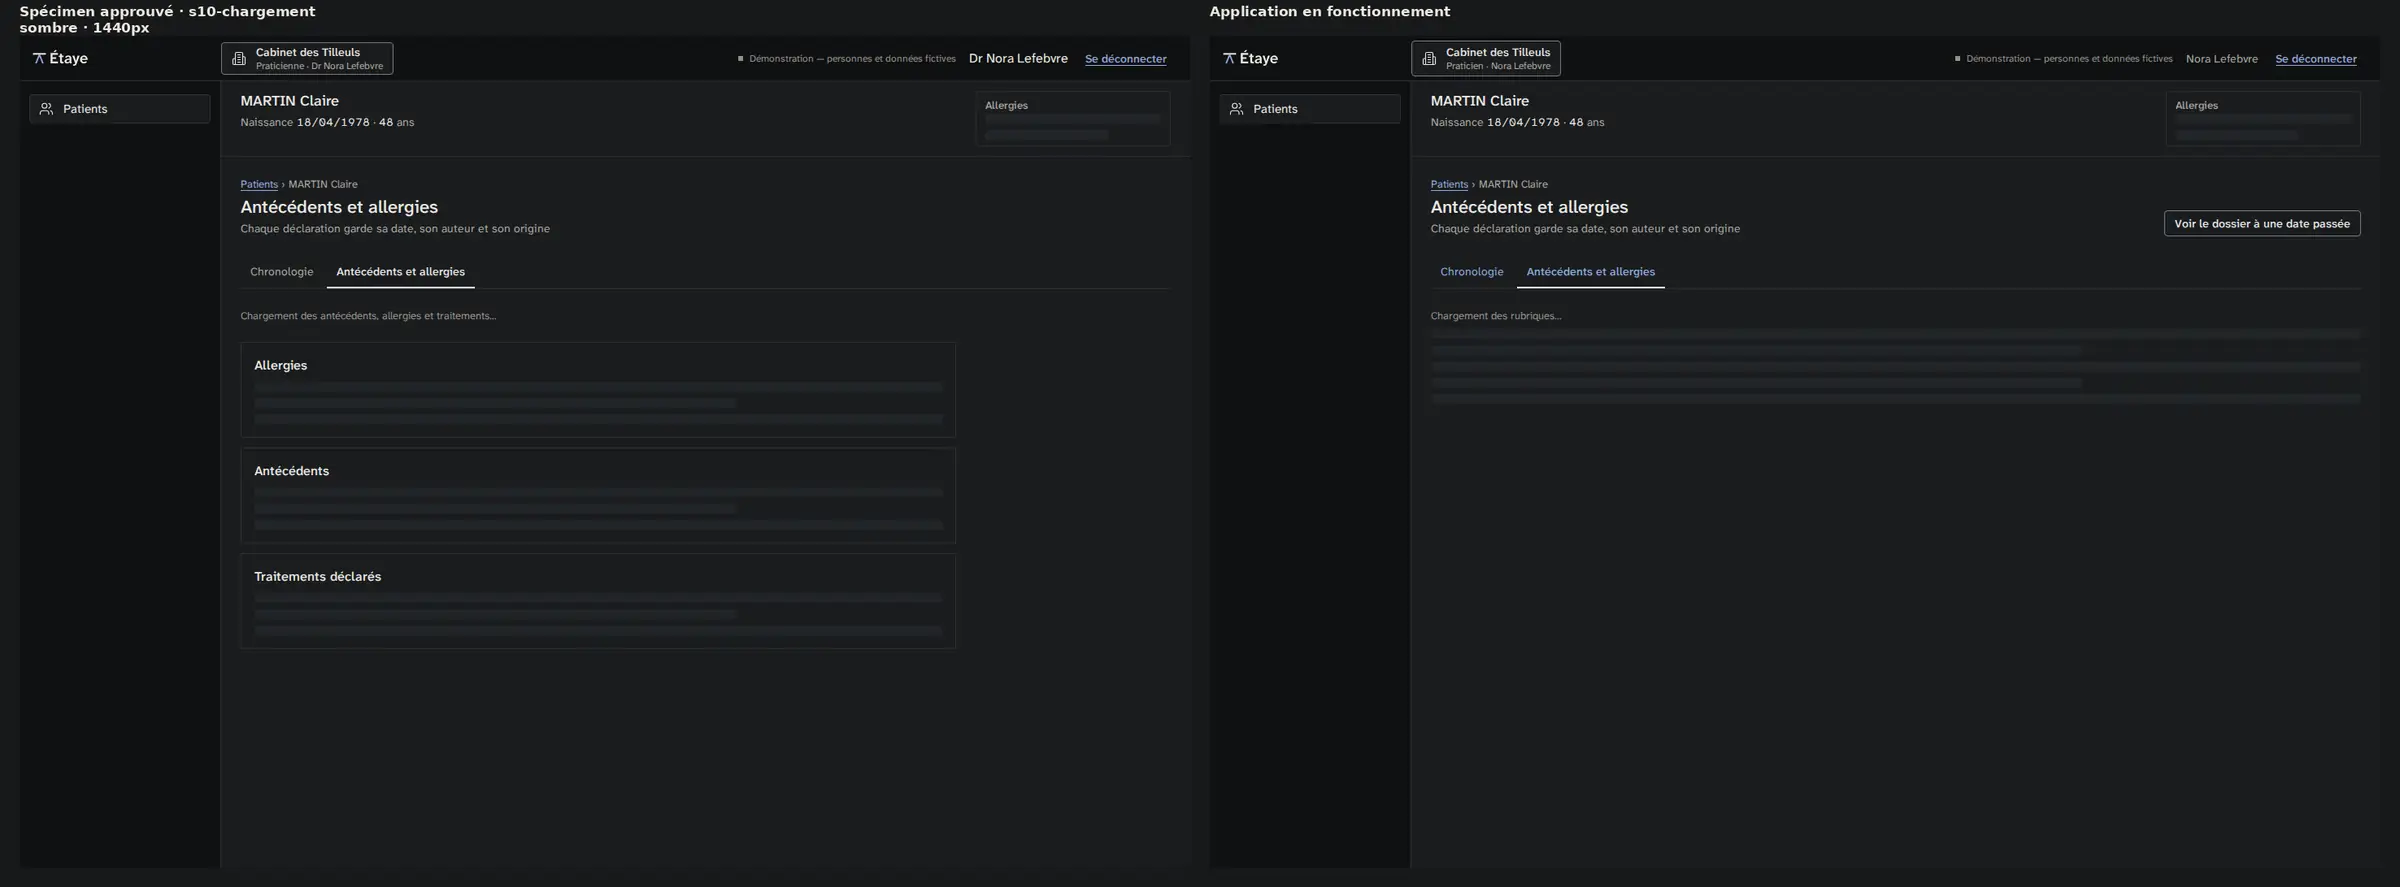 Spécimen approuvé · s10-chargement
sombre · 1440px
Étaye
Cabinet des Tilleuls
Praticienne · Dr Nora Lefebvre
Démonstration — personnes et données fictives
Dr Nora Lefebvre
Se déconnecter
Patients
MARTIN Claire
Naissance 18/04/1978 · 48 ans
Allergies
Patients › MARTIN Claire
Antécédents et allergies
Chaque déclaration garde sa date, son auteur et son origine
Chronologie
Antécédents et allergies
Chargement des antécédents, allergies et traitements…
Allergies
Antécédents
Traitements déclarés
Application en fonctionnement
Étaye
Cabinet des Tilleuls
Praticien · Nora Lefebvre
Démonstration — personnes et données fictives
Nora Lefebvre
Se déconnecter
Patients
MARTIN Claire
Naissance 18/04/1978 · 48 ans
Allergies
Patients › MARTIN Claire
Antécédents et allergies
Chaque déclaration garde sa date, son auteur et son origine
Voir le dossier à une date passée
Chronologie
Antécédents et allergies
Chargement des rubriques…